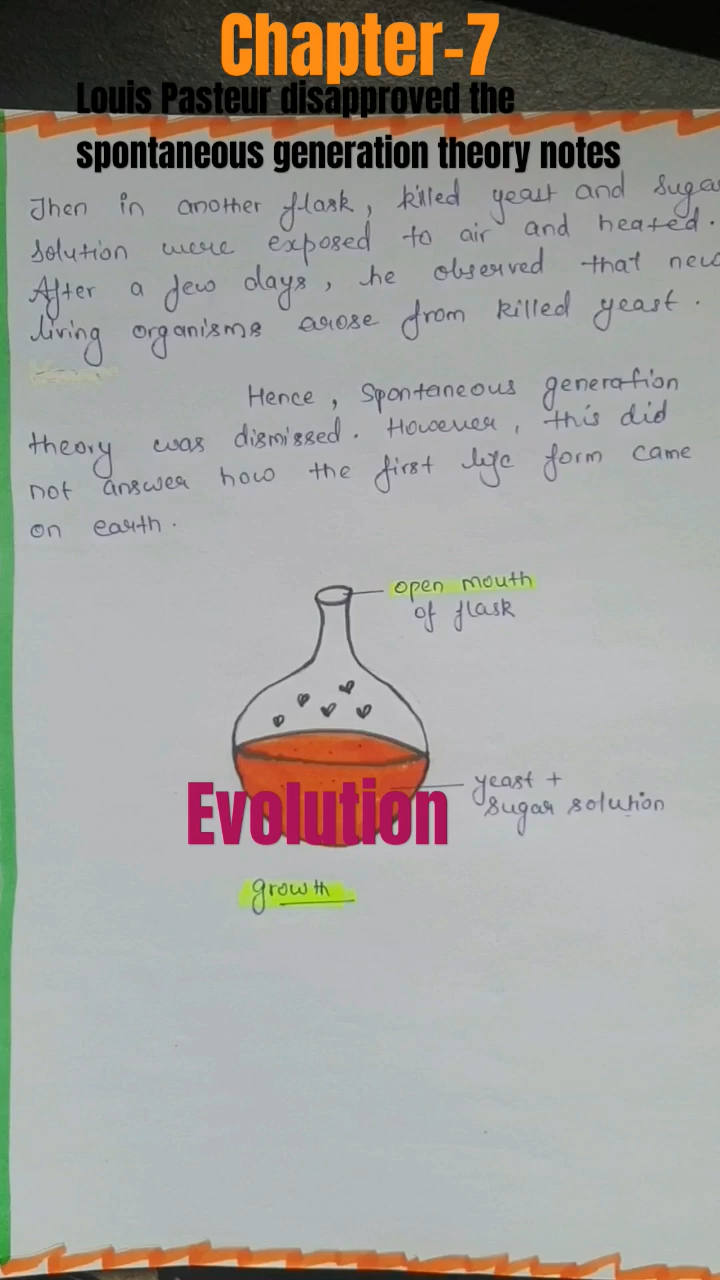 Chapter-7
Louis Pasteur disapproved the
spontaneous generation theory notes
Then in another flask, killed yeast and Sugar
Solution were exposed to air and heated.
After a few days, he observed that new
living organisms arose from killed yeast.
Hence, Spontaneous generation
theory was dismissed. However, this did
not answer how the first life form came
on earth.
open mouth
of flask
yeast +
Sugar solution
Evolution
growth